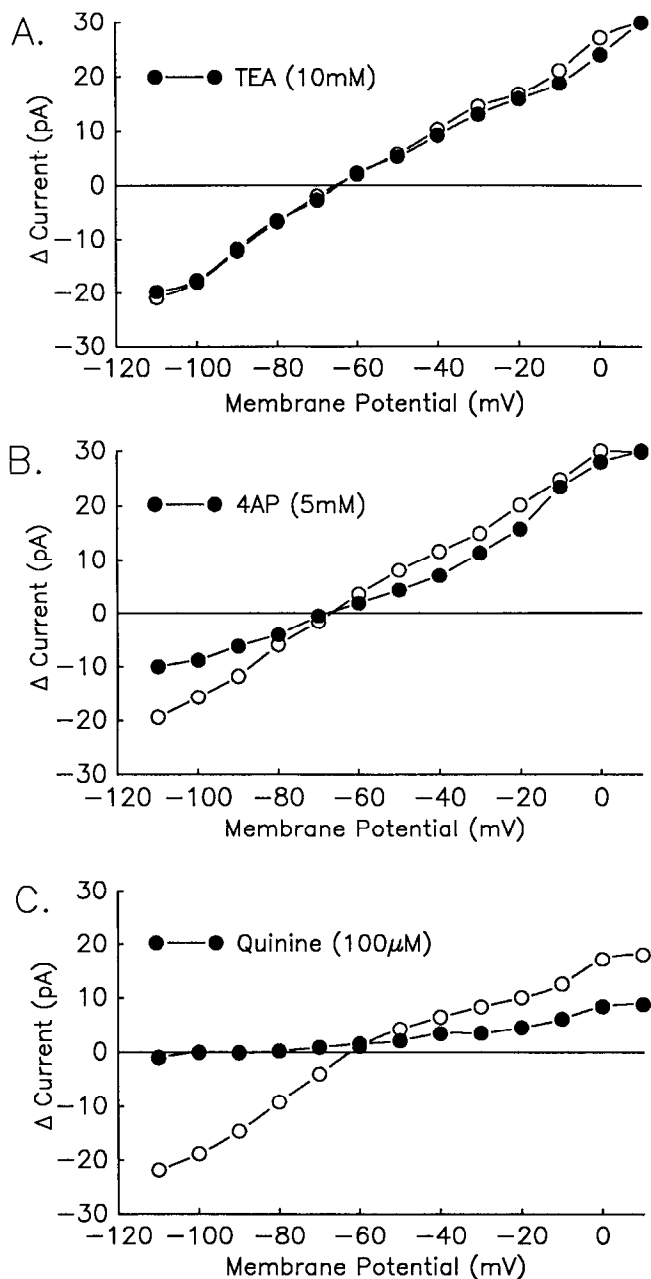 A.
TEA (10mM)
30
20
10
0
−10
−20
−30
Δ Current (pA)
−120 −100 −80 −60 −40 −20 0
Membrane Potential (mV)
B.
4AP (5mM)
30
20
10
0
−10
−20
−30
Δ Current (pA)
−120 −100 −80 −60 −40 −20 0
Membrane Potential (mV)
C.
Quinine (100μM)
30
20
10
0
−10
−20
−30
Δ Current (pA)
−120 −100 −80 −60 −40 −20 0
Membrane Potential (mV)